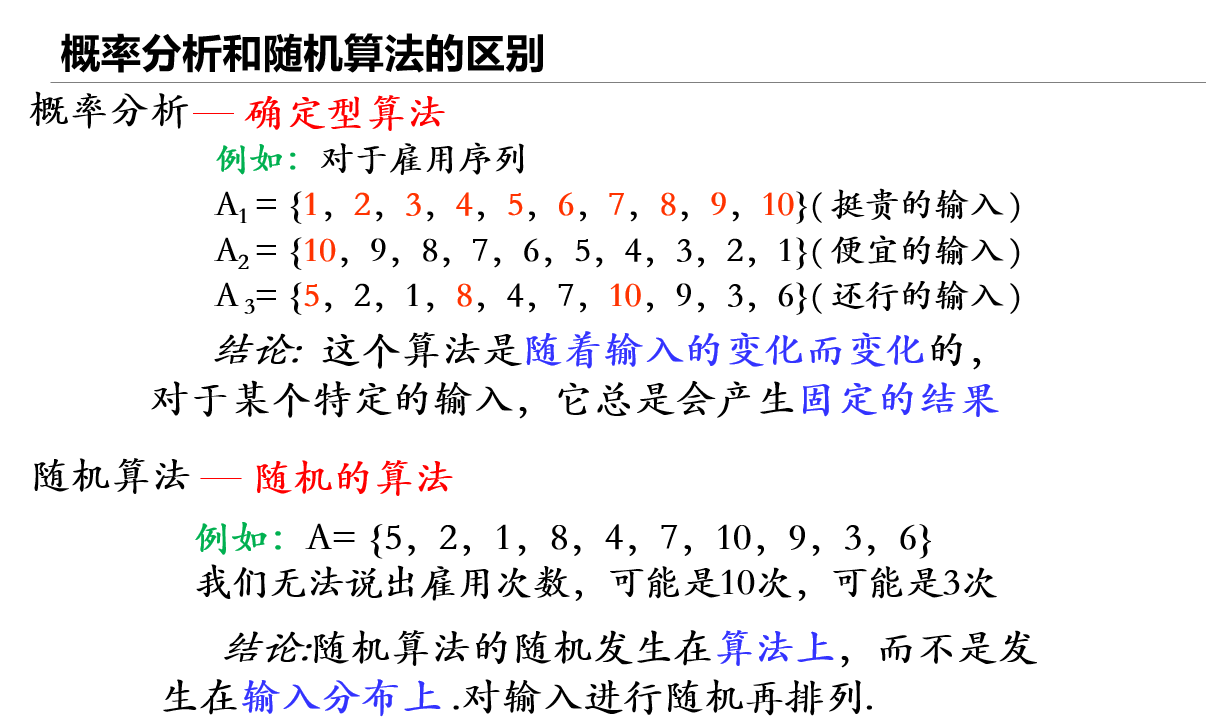 概率分析和随机算法的区别
概率分析— 确定型算法
例如：对于雇用序列
A1 = {1，2，3，4，5，6，7，8，9，10}(挺贵的输入)
A2 = {10，9，8，7，6，5，4，3，2，1}(便宜的输入)
A3= {5，2，1，8，4，7，10，9，3，6}(还行的输入)
结论: 这个算法是随着输入的变化而变化的，
对于某个特定的输入，它总是会产生固定的结果
随机算法 — 随机的算法
例如：A= {5，2，1，8，4，7，10，9，3，6}
我们无法说出雇用次数，可能是10次，可能是3次
结论:随机算法的随机发生在算法上，而不是发
生在输入分布上.对输入进行随机再排列.